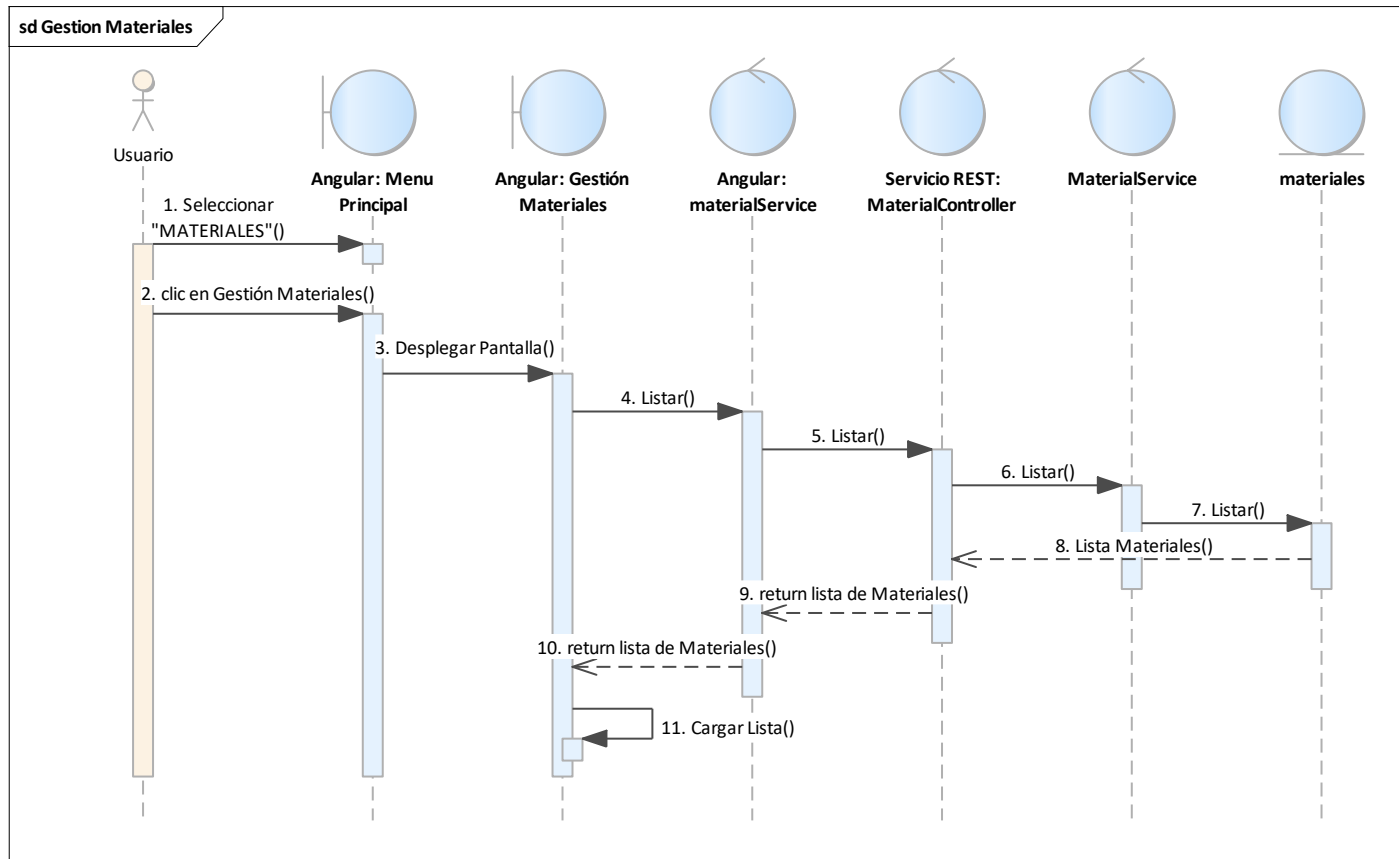 sd Gestion Materiales
Usuario
Angular: Menu
Principal
Angular: Gestión
Materiales
Angular:
materialService
Servicio REST:
MaterialController
MaterialService
materiales
1. Seleccionar
"MATERIALES"()
2. clic en Gestión Materiales()
3. Desplegar Pantalla()
4. Listar()
5. Listar()
6. Listar()
7. Listar()
8. Lista Materiales()
9. return lista de Materiales()
10. return lista de Materiales()
11. Cargar Lista()